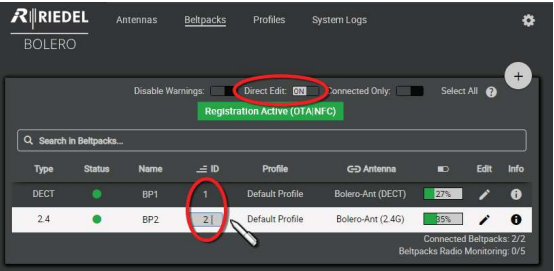 RIEDEL Antennas Beltpacks Profiles System Logs
BOLERO
+
Disable Warnings: Direct Edit: ON Connected Only: Select All ?
Registration Active (OTA|NFC)
Search in Beltpacks...
Type Status Name ID Profile Antenna Edit Info
DECT BP1 1 Default Profile Bolero-Ant (DECT) 27%
2.4 BP2 2 Default Profile Bolero-Ant (2.4G) 35%
Connected Beltpacks: 2/2
Beltpacks Radio Monitoring: 0/5